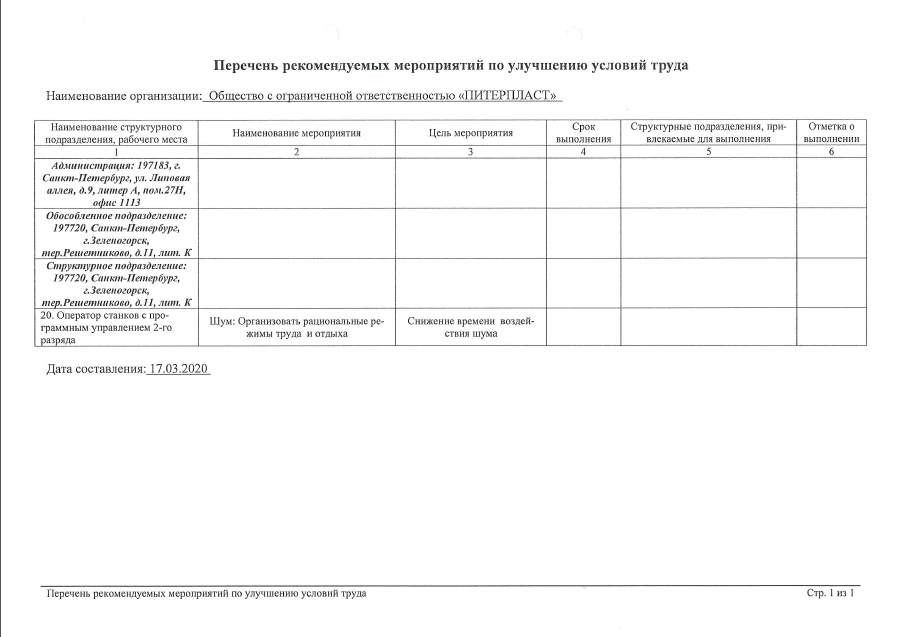 Перечень рекомендуемых мероприятий по улучшению условий труда
Наименование организации: Общество с ограниченной ответственностью «ПИТЕРПЛАСТ»
Наименование структурного
подразделения, рабочего места
Наименование мероприятия
Цель мероприятия
Срок
выполнения
Структурные подразделения, при-
влекаемые для выполнения
Отметка о
выполнении
1
2
3
4
5
6
Администрация: 197183, г.
Санкт-Петербург, ул. Липовая
аллея, д.9, литер А, пом.27Н,
офис 1113
Обособленное подразделение:
197720, Санкт-Петербург,
г.Зеленогорск,
тер.Решетниково, д.11, лит. К
Структурное подразделение:
197720, Санкт-Петербург,
г.Зеленогорск,
тер.Решетниково, д.11, лит. К
20. Оператор станков с про-
граммным управлением 2-го
разряда
Шум: Организовать рациональные ре-
жимы труда и отдыха
Снижение времени воздей-
ствия шума
Дата составления: 17.03.2020
Перечень рекомендуемых мероприятий по улучшению условий труда
Стр. 1 из 1